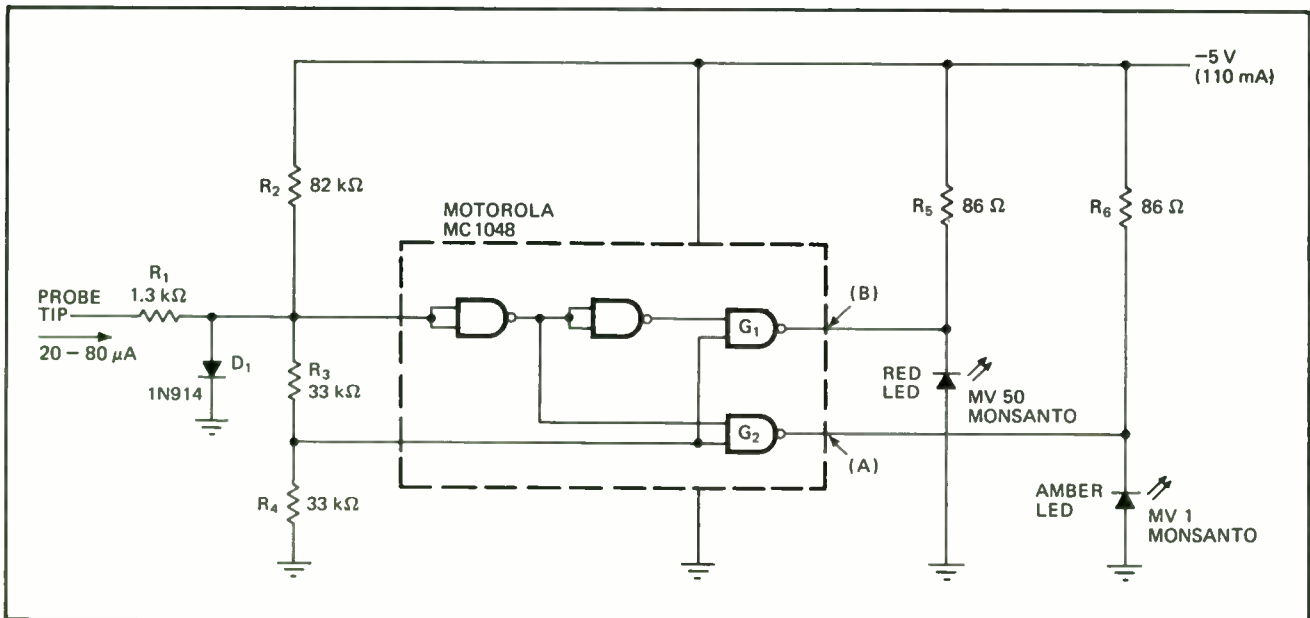 −5 V
(110 mA)
R2 82 kΩ
MOTOROLA
MC1048
R5 86 Ω
R6 86 Ω
R1
1.3 kΩ
PROBE
TIP
20 − 80 μA
D1
1N914
R3
33 kΩ
G1
(B)
RED
LED
MV 50
MONSANTO
G2
(A)
R4 33 kΩ
AMBER
LED
MV 1
MONSANTO